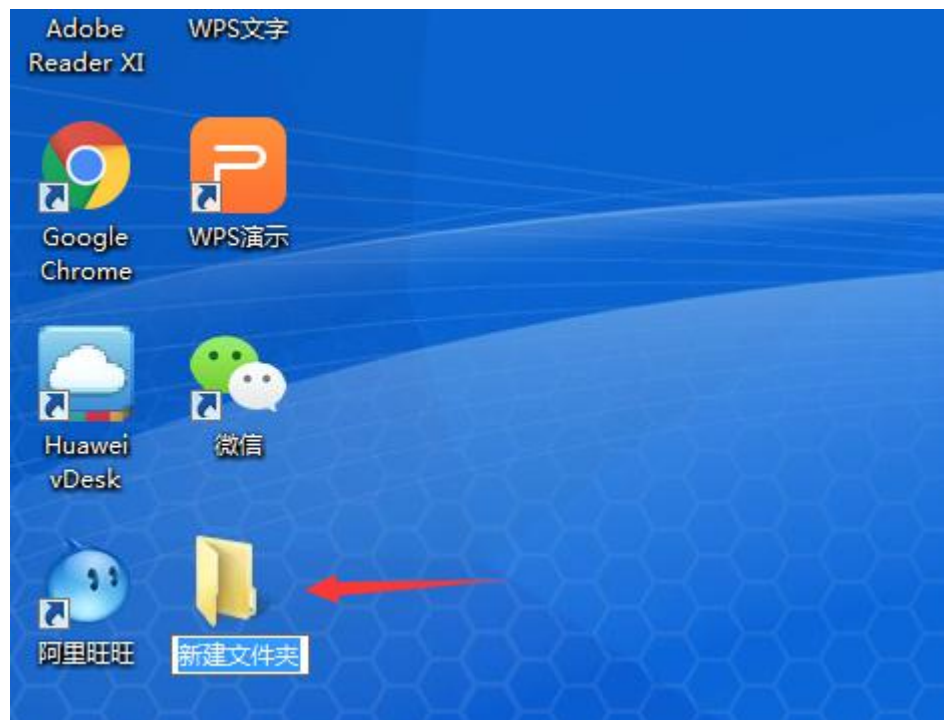 Adobe
Reader XI
WPS文字
Google
Chrome
WPS演示
Huawei
vDesk
微信
阿里旺旺
新建文件夹